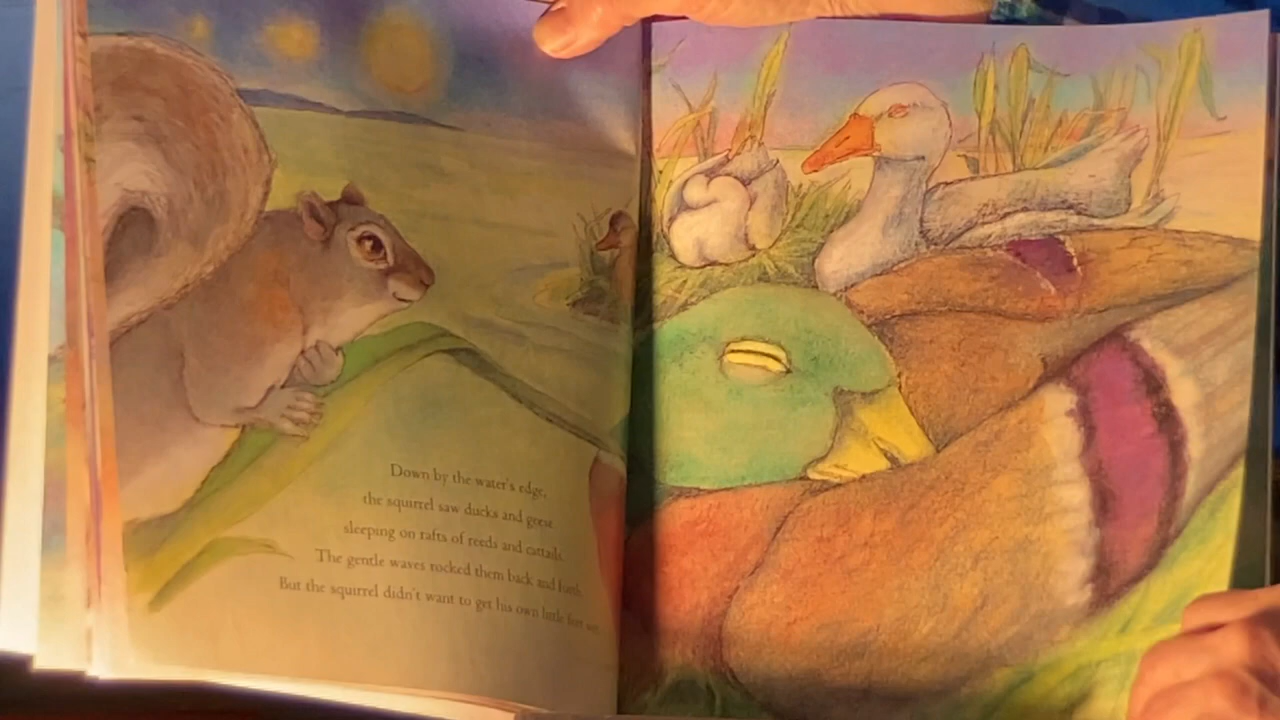 Down by the water's edge,
the squirrel saw ducks and geese
sleeping on rafts of reeds and cattails.
The gentle waves rocked them back and forth.
But the squirrel didn't want to get his own little feet wet.